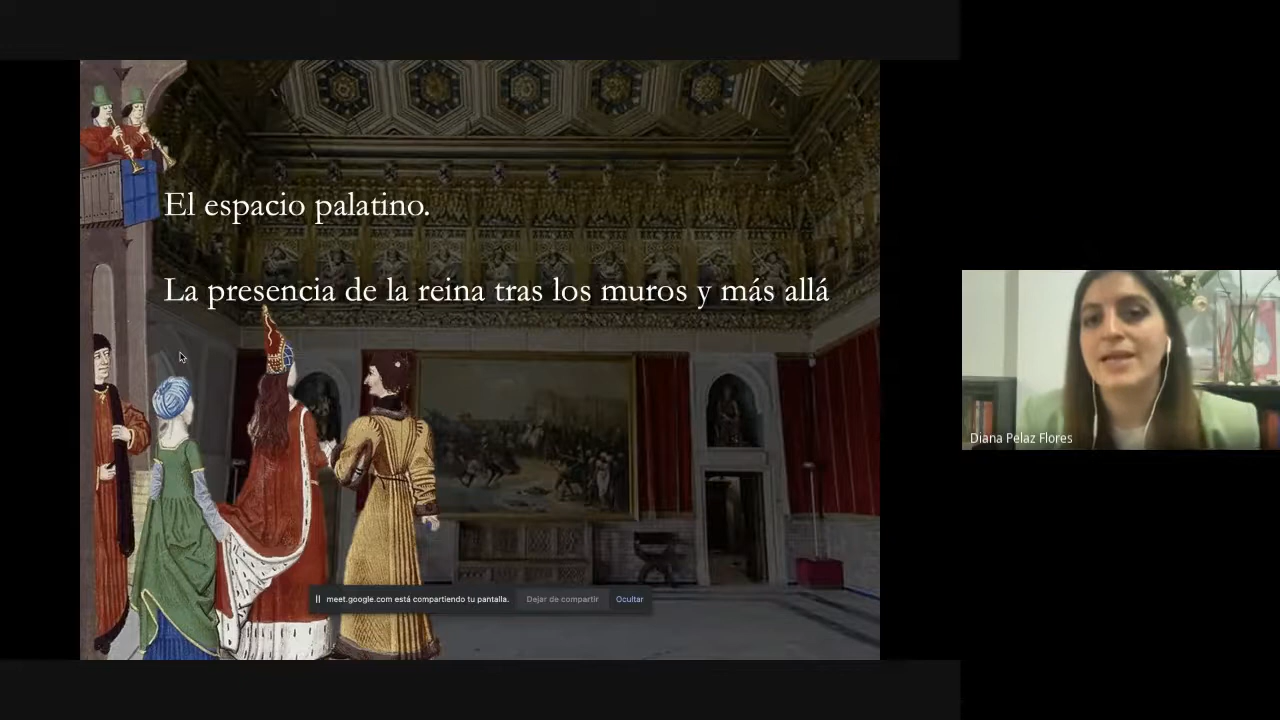 El espacio palatino.
La presencia de la reina tras los muros y más allá
meet.google.com está compartiendo tu pantalla. Dejar de compartir Ocultar
Diana Pelaz Flores